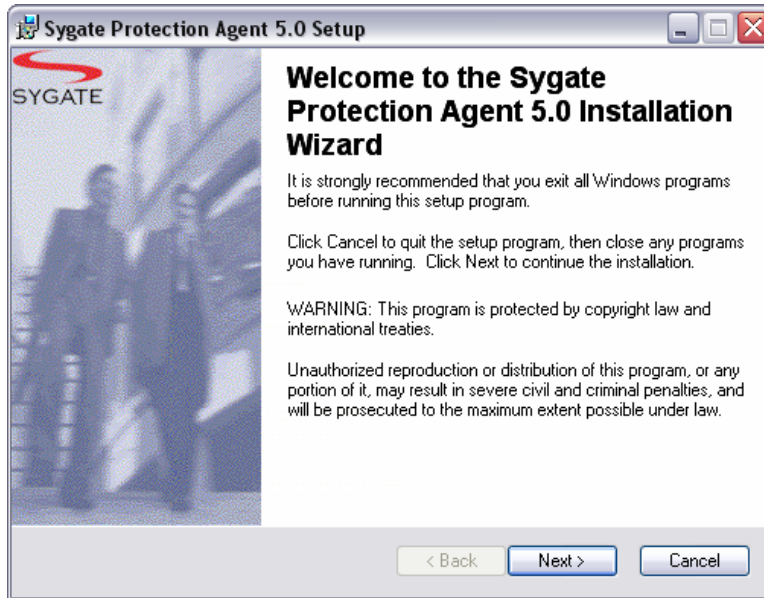 Sygate Protection Agent 5.0 Setup
SYGATE
Welcome to the Sygate
Protection Agent 5.0 Installation
Wizard
It is strongly recommended that you exit all Windows programs
before running this setup program.
Click Cancel to quit the setup program, then close any programs
you have running.  Click Next to continue the installation.
WARNING: This program is protected by copyright law and
international treaties.
Unauthorized reproduction or distribution of this program, or any
portion of it, may result in severe civil and criminal penalties, and
will be prosecuted to the maximum extent possible under law.
< Back
Next >
Cancel